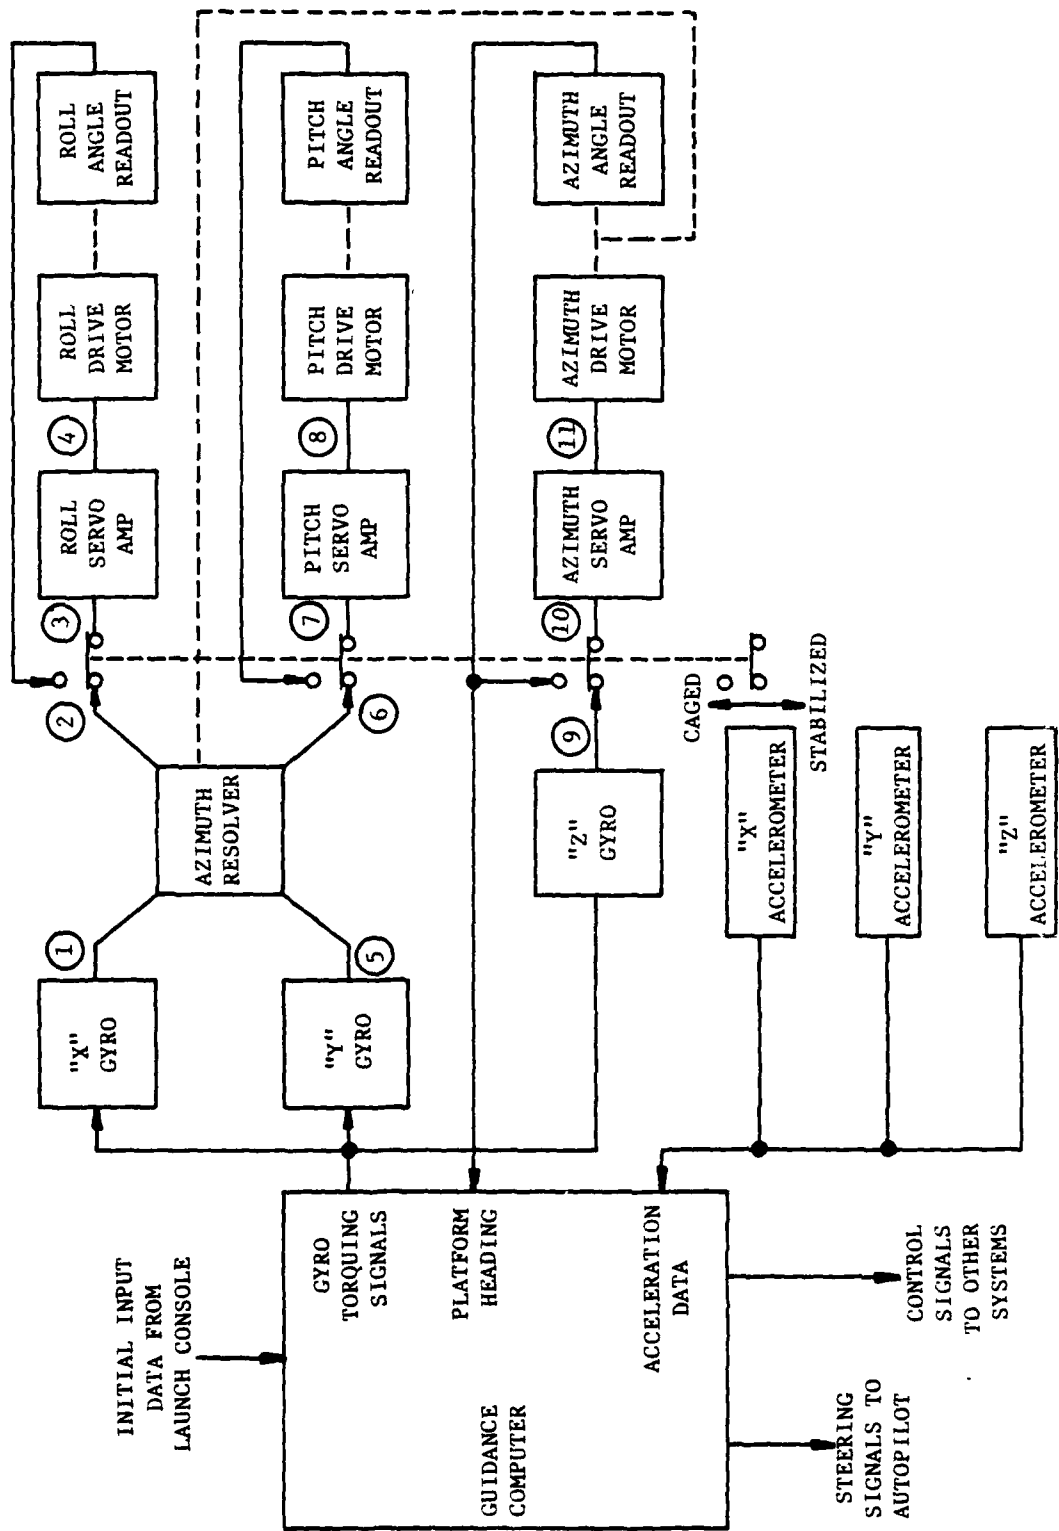 INITIAL INPUT
DATA FROM
LAUNCH CONSOLE
GUIDANCE
COMPUTER
GYRO
TORQUING
SIGNALS
PLATFORM
HEADING
ACCELERATION
DATA
STEERING
SIGNALS TO
AUTOPILOT
CONTROL
SIGNALS
TO OTHER
SYSTEMS
"X"
GYRO
1
AZIMUTH
RESOLVER
2
3
ROLL
SERVO
AMP
4
ROLL
DRIVE
MOTOR
ROLL
ANGLE
READOUT
"Y"
GYRO
5
6
7
PITCH
SERVO
AMP
8
PITCH
DRIVE
MOTOR
PITCH
ANGLE
READOUT
"Z"
GYRO
9
10
AZIMUTH
SERVO
AMP
11
AZIMUTH
DRIVE
MOTOR
AZIMUTH
ANGLE
READOUT
CAGED
STABILIZED
"X"
ACCELEROMETER
"Y"
ACCELEROMETER
"Z"
ACCELEROMETER